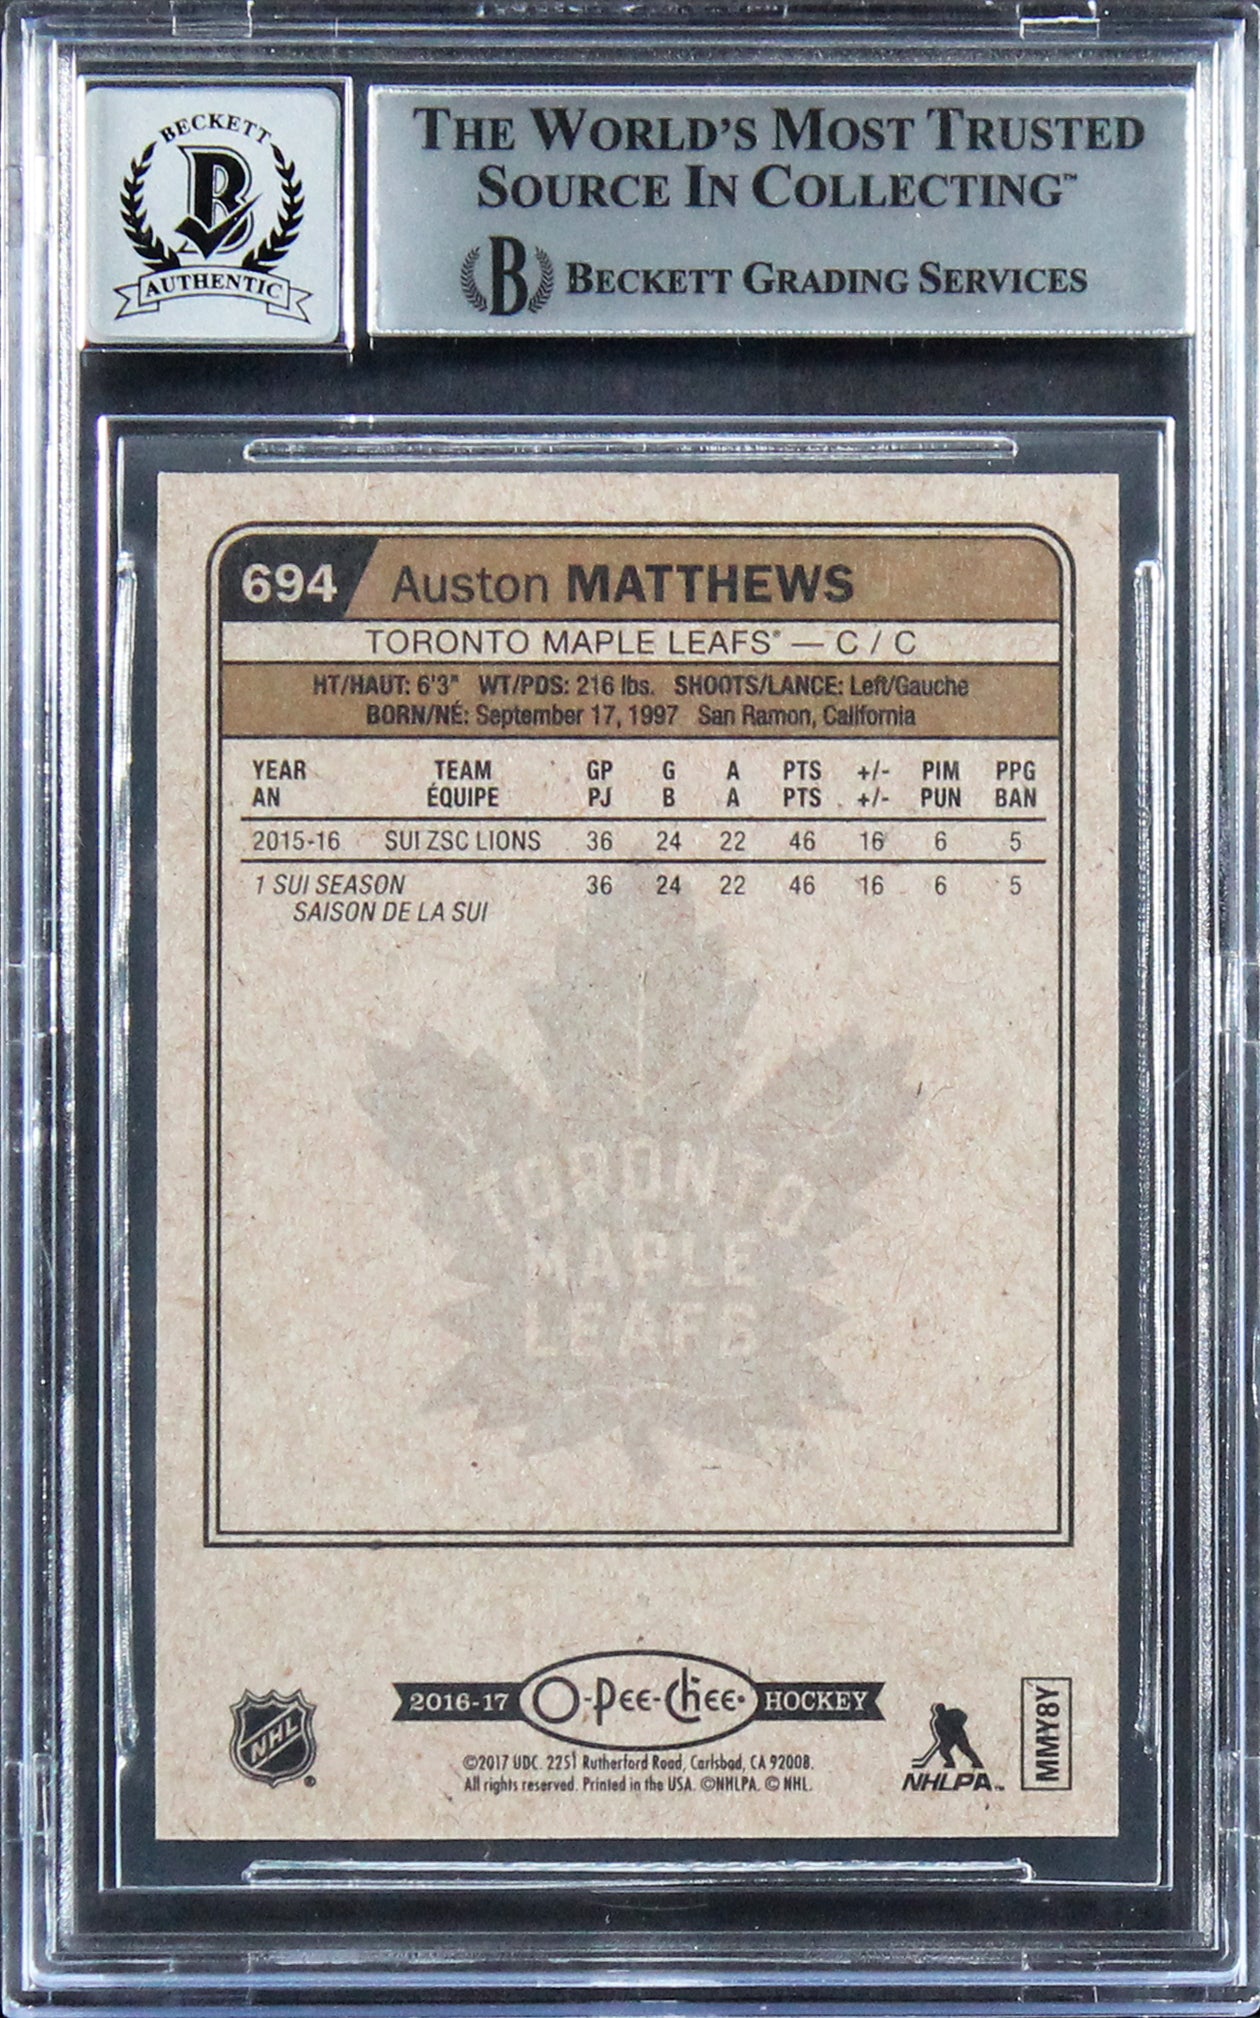 BECKETT
B
AUTHENTIC
THE WORLD'S MOST TRUSTED
SOURCE IN COLLECTING™
B BECKETT GRADING SERVICES
694 Auston MATTHEWS
TORONTO MAPLE LEAFS® — C / C
HT/HAUT: 6'3" WT/PDS: 216 lbs. SHOOTS/LANCE: Left/Gauche
BORN/NÉ: September 17, 1997 San Ramon, California
YEAR TEAM GP G A PTS +/- PIM PPG
AN ÉQUIPE PJ B A PTS +/- PUN BAN
2015-16 SUI ZSC LIONS 36 24 22 46 16 6 5
1 SUI SEASON 36 24 22 46 16 6 5
SAISON DE LA SUI
TORONTO
MAPLE
LEAFS
TM
2016-17 O-Pee-Chee® HOCKEY
©2017 UDC. 2251 Rutherford Road, Carlsbad, CA 92008.
All rights reserved. Printed in the USA. ©NHLPA. © NHL.
NHL®
NHLPA™
MMY8Y